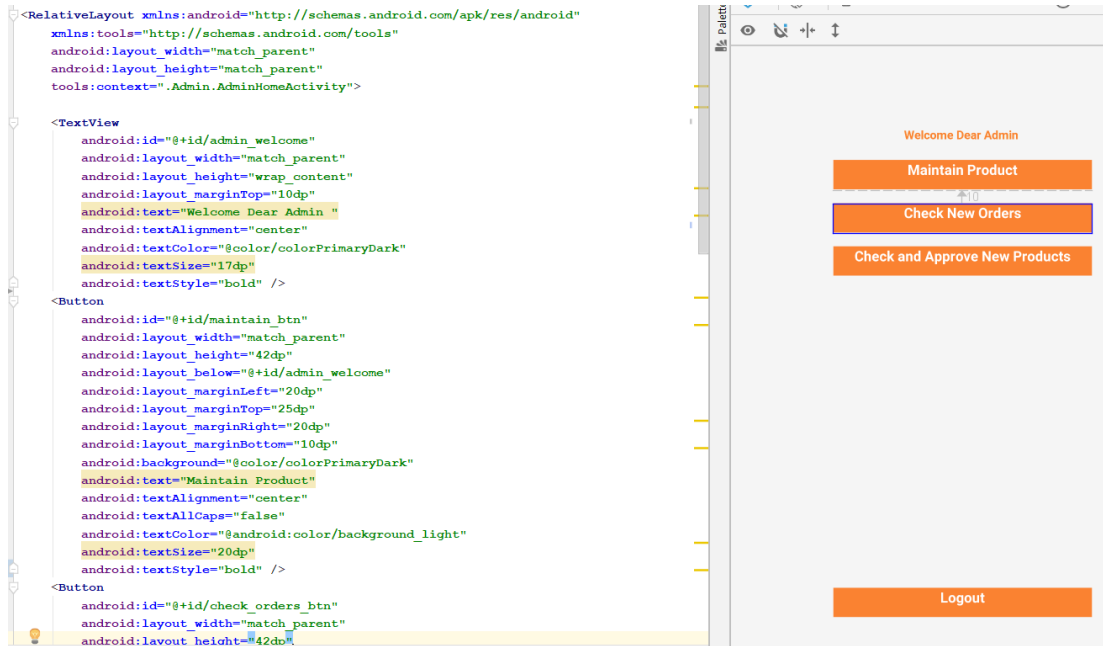 <RelativeLayout xmlns:android="http://schemas.android.com/apk/res/android"
xmlns:tools="http://schemas.android.com/tools"
android:layout_width="match_parent"
android:layout_height="match_parent"
tools:context=".Admin.AdminHomeActivity">
<TextView
android:id="@+id/admin_welcome"
android:layout_width="match_parent"
android:layout_height="wrap_content"
android:layout_marginTop="10dp"
android:text="Welcome Dear Admin "
android:textAlignment="center"
android:textColor="@color/colorPrimaryDark"
android:textSize="17dp"
android:textStyle="bold" />
<Button
android:id="@+id/maintain_btn"
android:layout_width="match_parent"
android:layout_height="42dp"
android:layout_below="@+id/admin_welcome"
android:layout_marginLeft="20dp"
android:layout_marginTop="25dp"
android:layout_marginRight="20dp"
android:layout_marginBottom="10dp"
android:background="@color/colorPrimaryDark"
android:text="Maintain Product"
android:textAlignment="center"
android:textAllCaps="false"
android:textColor="@android:color/background_light"
android:textSize="20dp"
android:textStyle="bold" />
<Button
android:id="@+id/check_orders_btn"
android:layout_width="match_parent"
android:layout_height="42dp"
Palette
Welcome Dear Admin
Maintain Product
10
Check New Orders
Check and Approve New Products
Logout